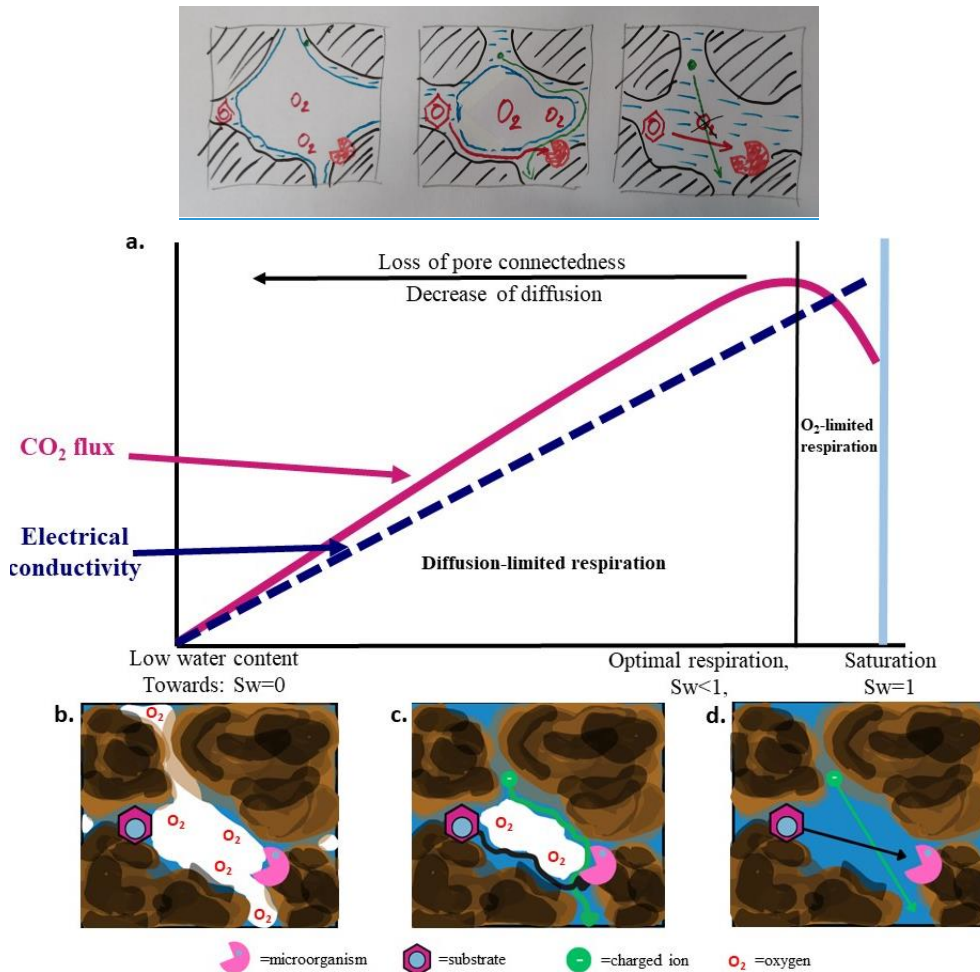 O₂
O₂
O₂ O₂
O₂
a.
Loss of pore connectedness
Decrease of diffusion
CO₂ flux
O₂-limited
respiration
Electrical
conductivity
Diffusion-limited respiration
Low water content
Towards: Sw=0
Optimal respiration,
Sw<1,
Saturation
Sw=1
b.
O₂
O₂
O₂
O₂
O₂
c.
-
O₂
O₂
d.
-
=microorganism
=substrate
-
=charged ion
O₂
=oxygen